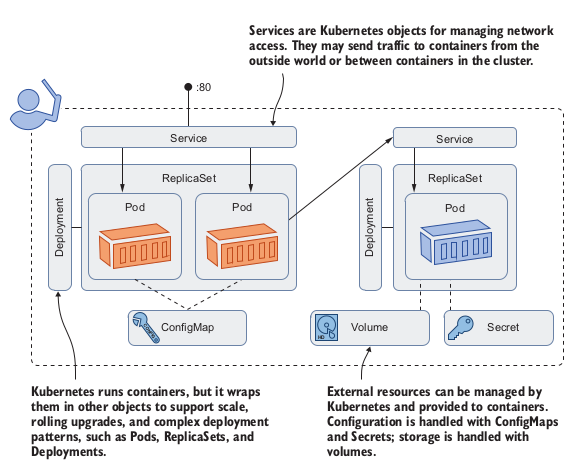 Services are Kubernetes objects for managing network
access. They may send traffic to containers from the
outside world or between containers in the cluster.
:80
Service
Service
ReplicaSet
ReplicaSet
Deployment
Pod
Pod
Deployment
Pod
ConfigMap
Volume
Secret
Kubernetes runs containers, but it wraps
them in other objects to support scale,
rolling upgrades, and complex deployment
patterns, such as Pods, ReplicaSets, and
Deployments.
External resources can be managed by
Kubernetes and provided to containers.
Configuration is handled with ConfigMaps
and Secrets; storage is handled with
volumes.